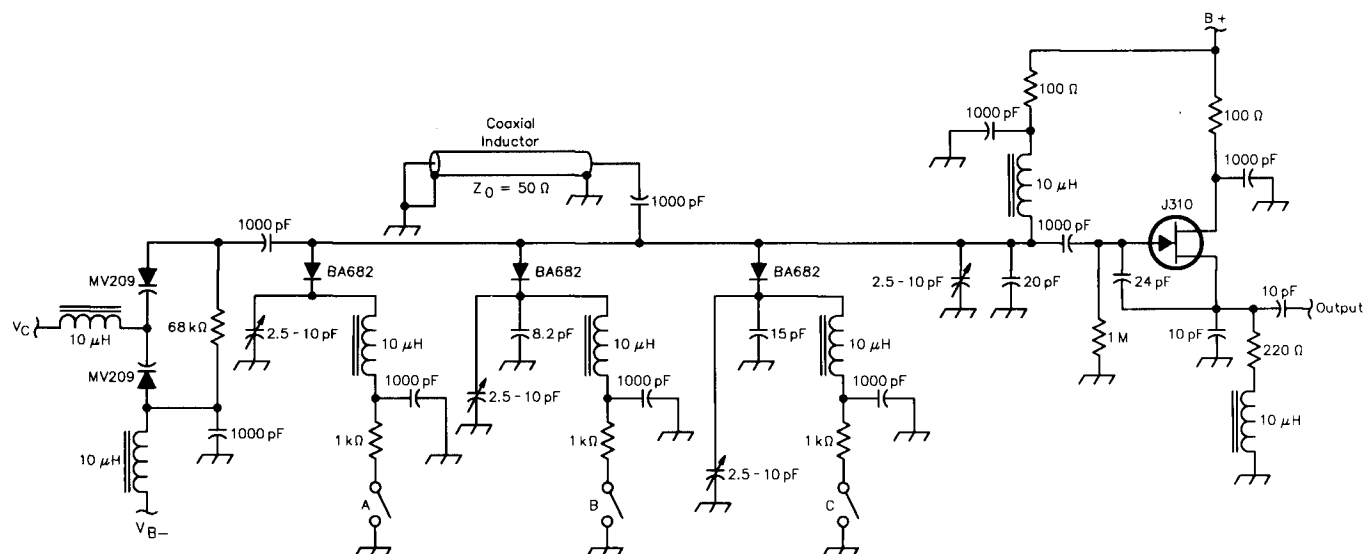 B+
100 Ω
100 Ω
1000 pF
Coaxial
Inductor
Z0 = 50 Ω
1000 pF
10 μH
1000 pF
1000 pF
J310
1000 pF
BA682
BA682
BA682
MV209
VC
10 μH
68 kΩ
2.5 - 10 pF
8.2 pF
15 pF
2.5 - 10 pF
20 pF
24 pF
10 pF
Output
10 μH
10 μH
10 μH
1 M
10 pF
220 Ω
MV209
1000 pF
1000 pF
1000 pF
1000 pF
2.5 - 10 pF
10 μH
10 μH
1 kΩ
1 kΩ
1 kΩ
2.5 - 10 pF
VB-
A
B
C